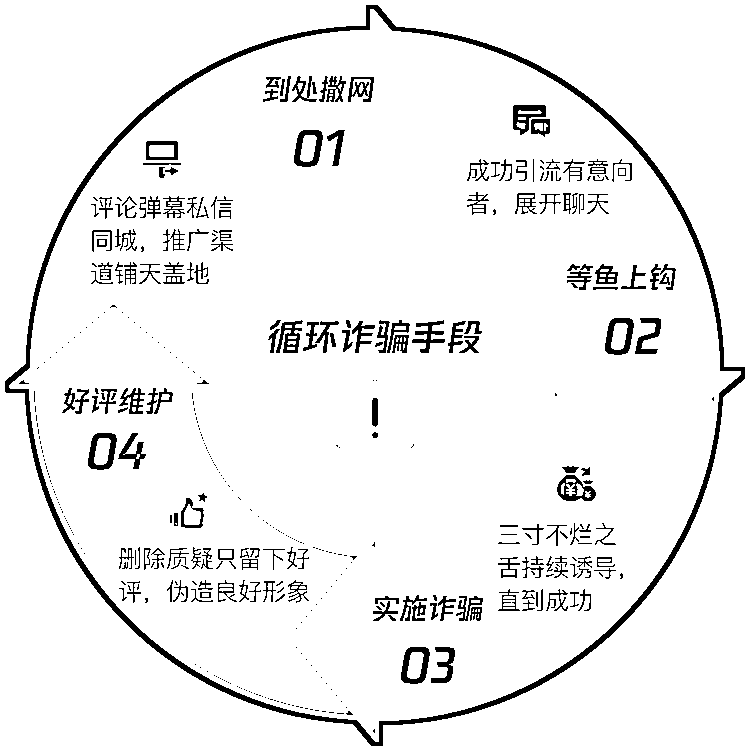 循环诈骗手段
!
到处撒网
01
评论弹幕私信
同城，推广渠
道铺天盖地
成功引流有意向
者，展开聊天
等鱼上钩
02
三寸不烂之
舌持续诱导，
直到成功
实施诈骗
03
好评维护
04
删除质疑只留下好
评，伪造良好形象